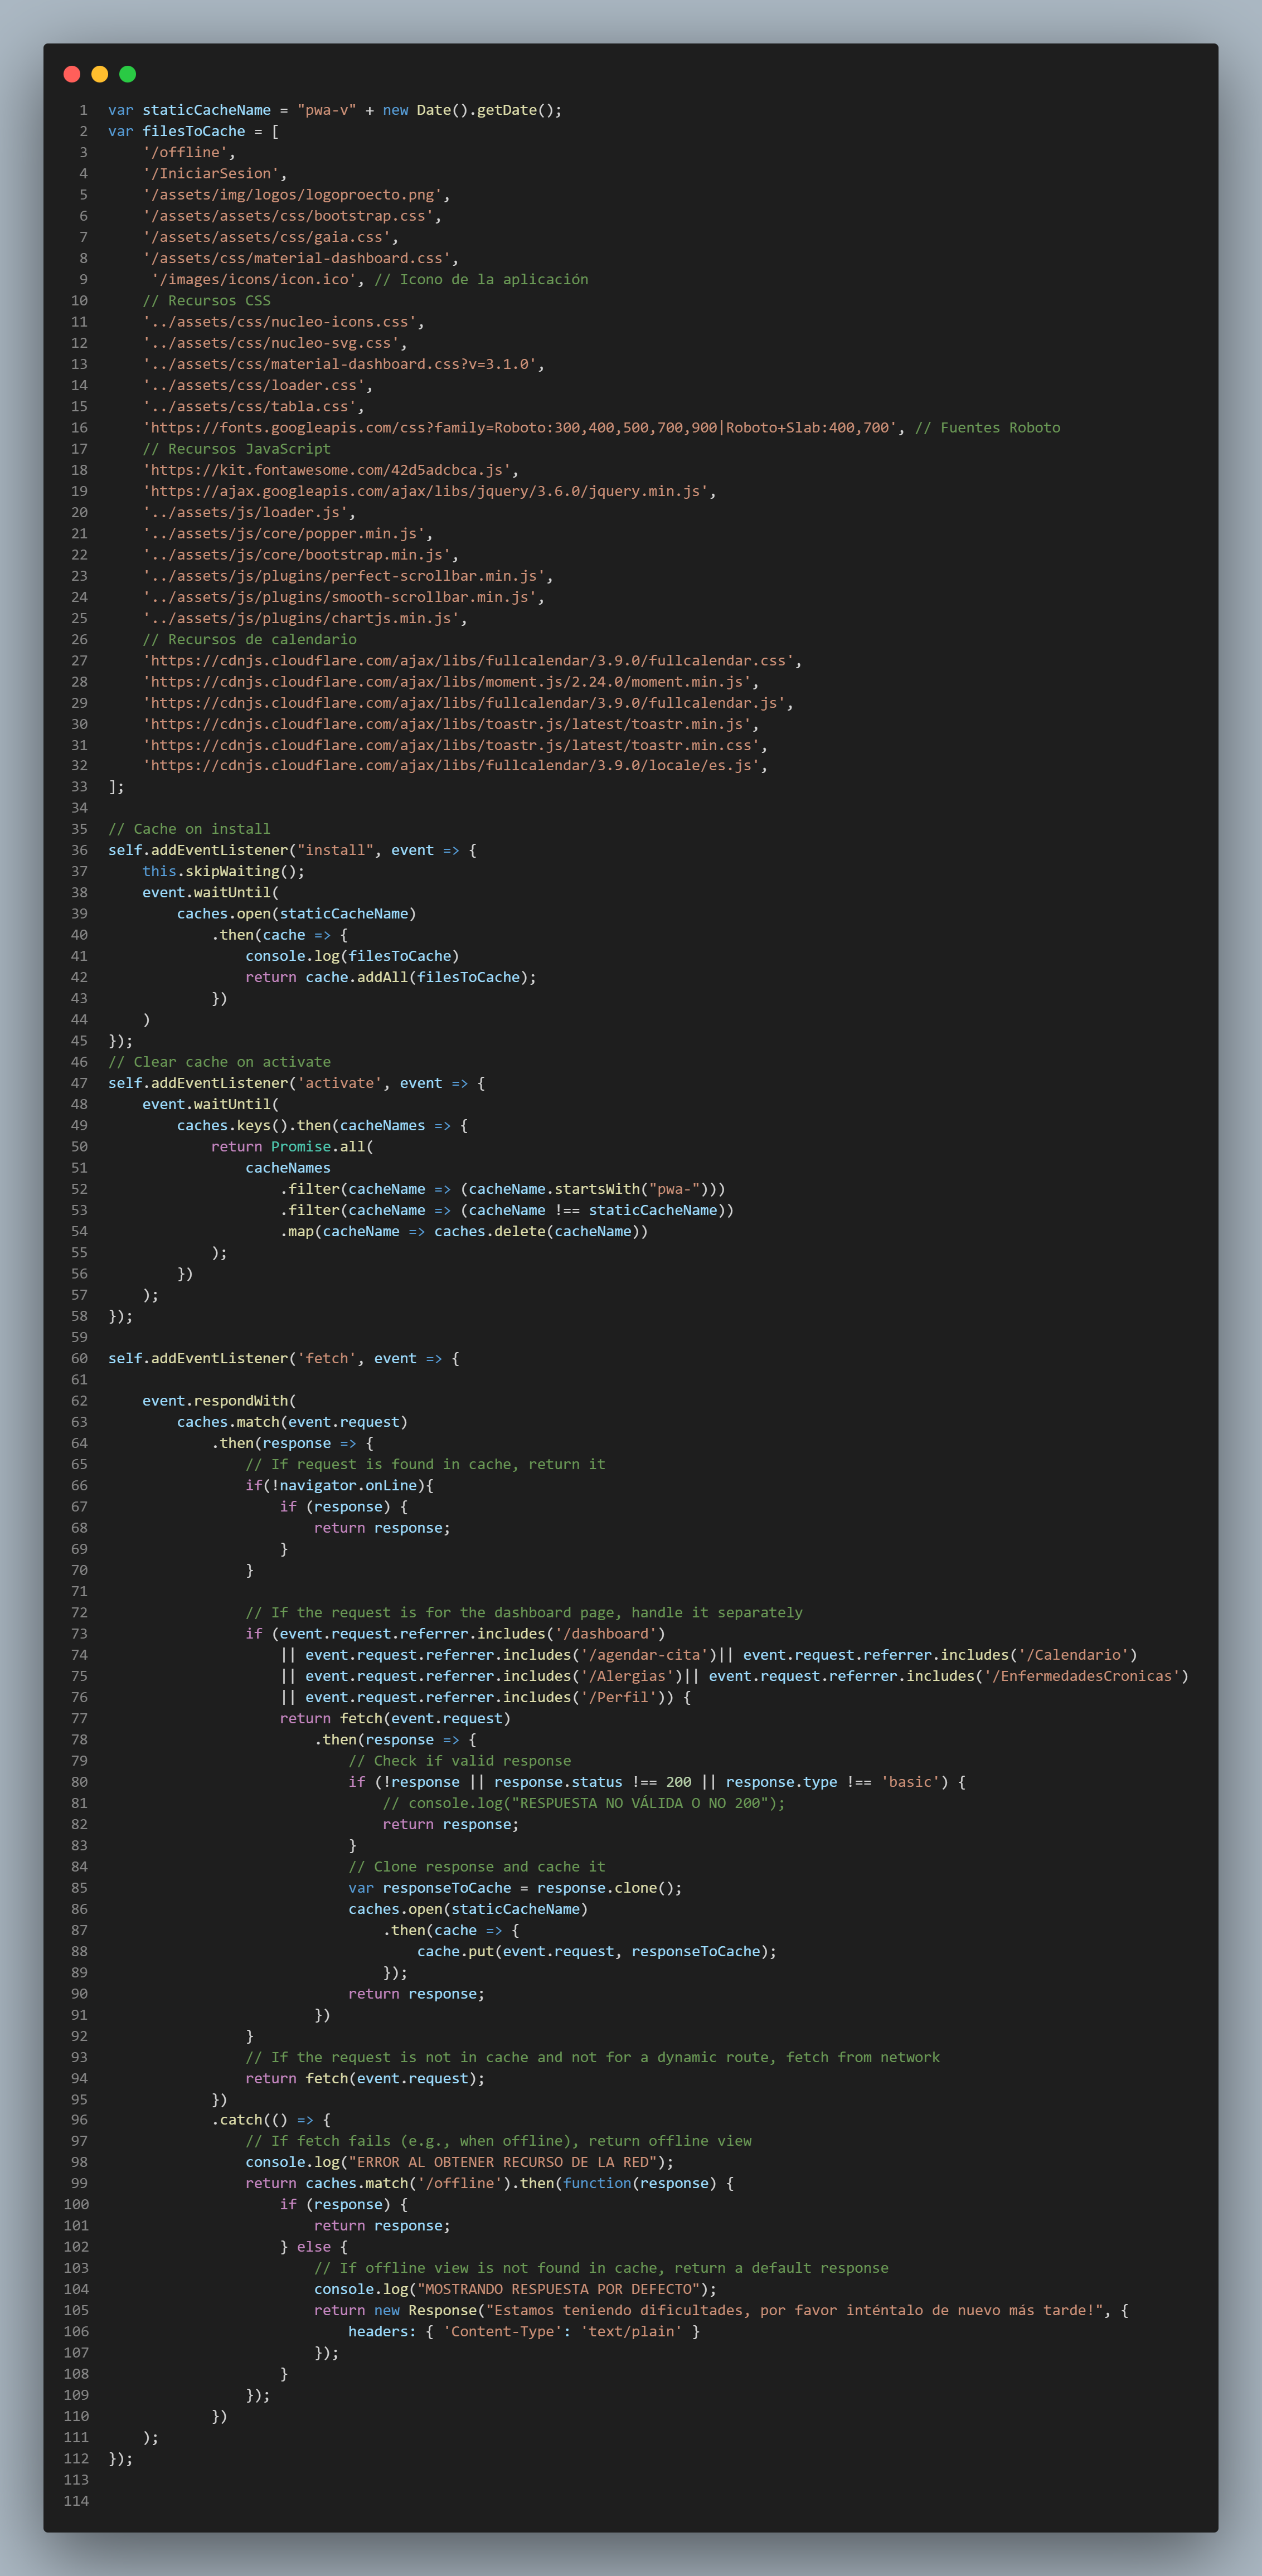 1 var staticCacheName = "pwa-v" + new Date().getDate();
2 var filesToCache = [
3     '/offline',
4     '/IniciarSesion',
5     '/assets/img/logos/logoproecto.png',
6     '/assets/assets/css/bootstrap.css',
7     '/assets/assets/css/gaia.css',
8     '/assets/css/material-dashboard.css',
9      '/images/icons/icon.ico', // Icono de la aplicación
10     // Recursos CSS
11     '../assets/css/nucleo-icons.css',
12     '../assets/css/nucleo-svg.css',
13     '../assets/css/material-dashboard.css?v=3.1.0',
14     '../assets/css/loader.css',
15     '../assets/css/tabla.css',
16     'https://fonts.googleapis.com/css?family=Roboto:300,400,500,700,900|Roboto+Slab:400,700', // Fuentes Roboto
17     // Recursos JavaScript
18     'https://kit.fontawesome.com/42d5adcbca.js',
19     'https://ajax.googleapis.com/ajax/libs/jquery/3.6.0/jquery.min.js',
20     '../assets/js/loader.js',
21     '../assets/js/core/popper.min.js',
22     '../assets/js/core/bootstrap.min.js',
23     '../assets/js/plugins/perfect-scrollbar.min.js',
24     '../assets/js/plugins/smooth-scrollbar.min.js',
25     '../assets/js/plugins/chartjs.min.js',
26     // Recursos de calendario
27     'https://cdnjs.cloudflare.com/ajax/libs/fullcalendar/3.9.0/fullcalendar.css',
28     'https://cdnjs.cloudflare.com/ajax/libs/moment.js/2.24.0/moment.min.js',
29     'https://cdnjs.cloudflare.com/ajax/libs/fullcalendar/3.9.0/fullcalendar.js',
30     'https://cdnjs.cloudflare.com/ajax/libs/toastr.js/latest/toastr.min.js',
31     'https://cdnjs.cloudflare.com/ajax/libs/toastr.js/latest/toastr.min.css',
32     'https://cdnjs.cloudflare.com/ajax/libs/fullcalendar/3.9.0/locale/es.js',
33 ];
34
35 // Cache on install
36 self.addEventListener("install", event => {
37     this.skipWaiting();
38     event.waitUntil(
39         caches.open(staticCacheName)
40             .then(cache => {
41                 console.log(filesToCache)
42                 return cache.addAll(filesToCache);
43             })
44     )
45 });
46 // Clear cache on activate
47 self.addEventListener('activate', event => {
48     event.waitUntil(
49         caches.keys().then(cacheNames => {
50             return Promise.all(
51                 cacheNames
52                     .filter(cacheName => (cacheName.startsWith("pwa-")))
53                     .filter(cacheName => (cacheName !== staticCacheName))
54                     .map(cacheName => caches.delete(cacheName))
55             );
56         })
57     );
58 });
59
60 self.addEventListener('fetch', event => {
61
62     event.respondWith(
63         caches.match(event.request)
64             .then(response => {
65                 // If request is found in cache, return it
66                 if(!navigator.onLine){
67                     if (response) {
68                         return response;
69                     }
70                 }
71
72                 // If the request is for the dashboard page, handle it separately
73                 if (event.request.referrer.includes('/dashboard')
74                     || event.request.referrer.includes('/agendar-cita')|| event.request.referrer.includes('/Calendario')
75                     || event.request.referrer.includes('/Alergias')|| event.request.referrer.includes('/EnfermedadesCronicas')
76                     || event.request.referrer.includes('/Perfil')) {
77                     return fetch(event.request)
78                         .then(response => {
79                             // Check if valid response
80                             if (!response || response.status !== 200 || response.type !== 'basic') {
81                                 // console.log("RESPUESTA NO VÁLIDA O NO 200");
82                                 return response;
83                             }
84                             // Clone response and cache it
85                             var responseToCache = response.clone();
86                             caches.open(staticCacheName)
87                                 .then(cache => {
88                                     cache.put(event.request, responseToCache);
89                                 });
90                             return response;
91                         })
92                 }
93                 // If the request is not in cache and not for a dynamic route, fetch from network
94                 return fetch(event.request);
95             })
96             .catch(() => {
97                 // If fetch fails (e.g., when offline), return offline view
98                 console.log("ERROR AL OBTENER RECURSO DE LA RED");
99                 return caches.match('/offline').then(function(response) {
100                     if (response) {
101                         return response;
102                     } else {
103                         // If offline view is not found in cache, return a default response
104                         console.log("MOSTRANDO RESPUESTA POR DEFECTO");
105                         return new Response("Estamos teniendo dificultades, por favor inténtalo de nuevo más tarde!", {
106                             headers: { 'Content-Type': 'text/plain' }
107                         });
108                     }
109                 });
110             })
111     );
112 });
113
114